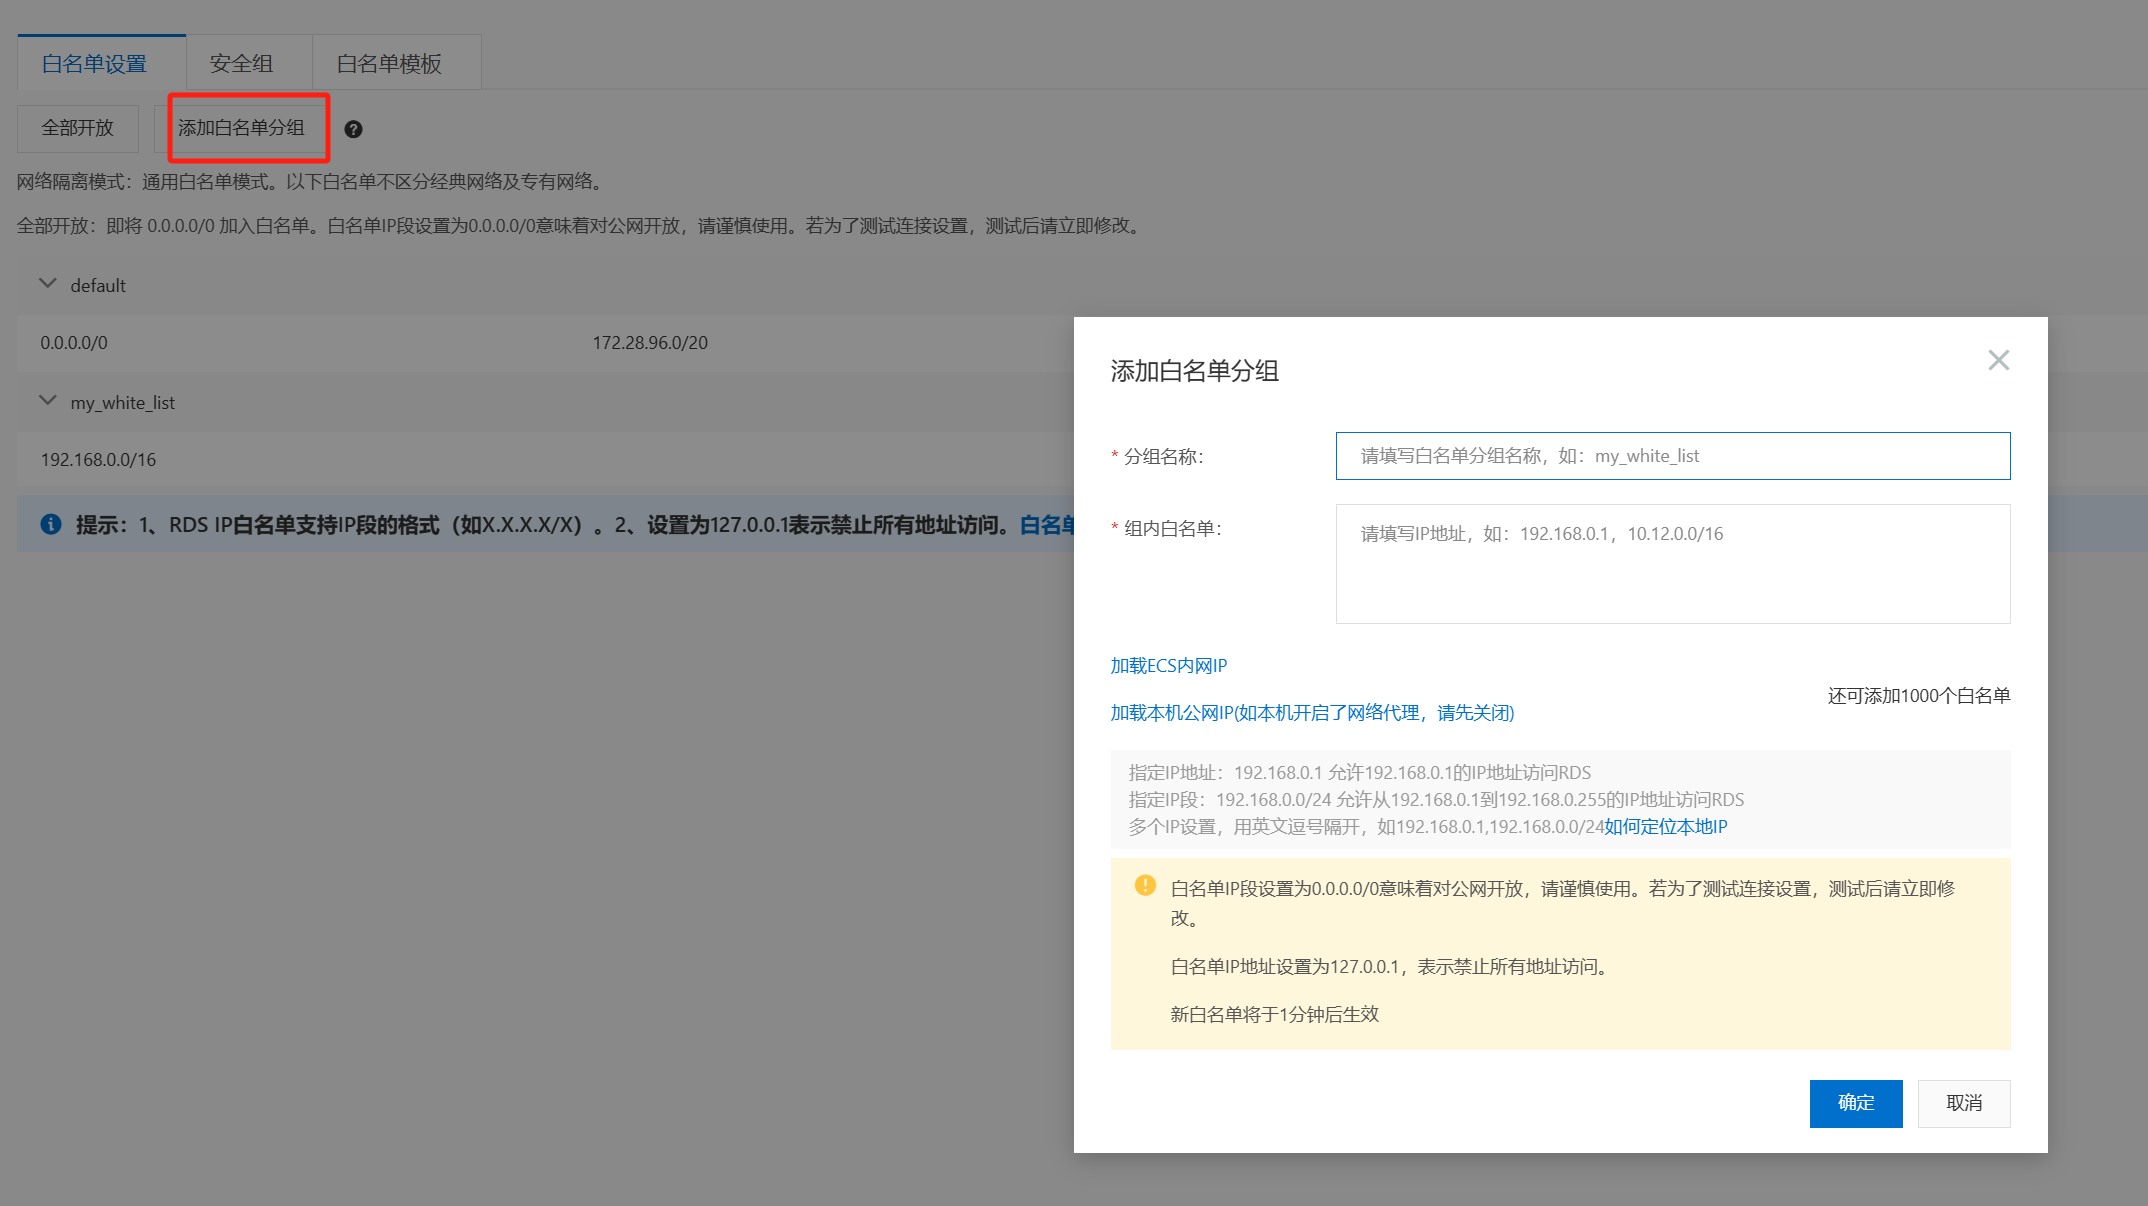 白名单设置
安全组
白名单模板
全部开放
添加白名单分组
网络隔离模式：通用白名单模式。以下白名单不区分经典网络及专有网络。
全部开放：即将 0.0.0.0/0 加入白名单。白名单IP段设置为0.0.0.0/0意味着对公网开放，请谨慎使用。若为了测试连接设置，测试后请立即修改。
default
0.0.0.0/0
172.28.96.0/20
my_white_list
192.168.0.0/16
提示：1、RDS IP白名单支持IP段的格式（如X.X.X.X/X）。2、设置为127.0.0.1表示禁止所有地址访问。白名单
添加白名单分组
* 分组名称：
请填写白名单分组名称，如：my_white_list
* 组内白名单：
请填写IP地址，如：192.168.0.1，10.12.0.0/16
加载ECS内网IP
还可添加1000个白名单
加载本机公网IP(如本机开启了网络代理，请先关闭)
指定IP地址：192.168.0.1 允许192.168.0.1的IP地址访问RDS
指定IP段：192.168.0.0/24 允许从192.168.0.1到192.168.0.255的IP地址访问RDS
多个IP设置，用英文逗号隔开，如192.168.0.1,192.168.0.0/24如何定位本地IP
白名单IP段设置为0.0.0.0/0意味着对公网开放，请谨慎使用。若为了测试连接设置，测试后请立即修
改。
白名单IP地址设置为127.0.0.1，表示禁止所有地址访问。
新白名单将于1分钟后生效
确定
取消